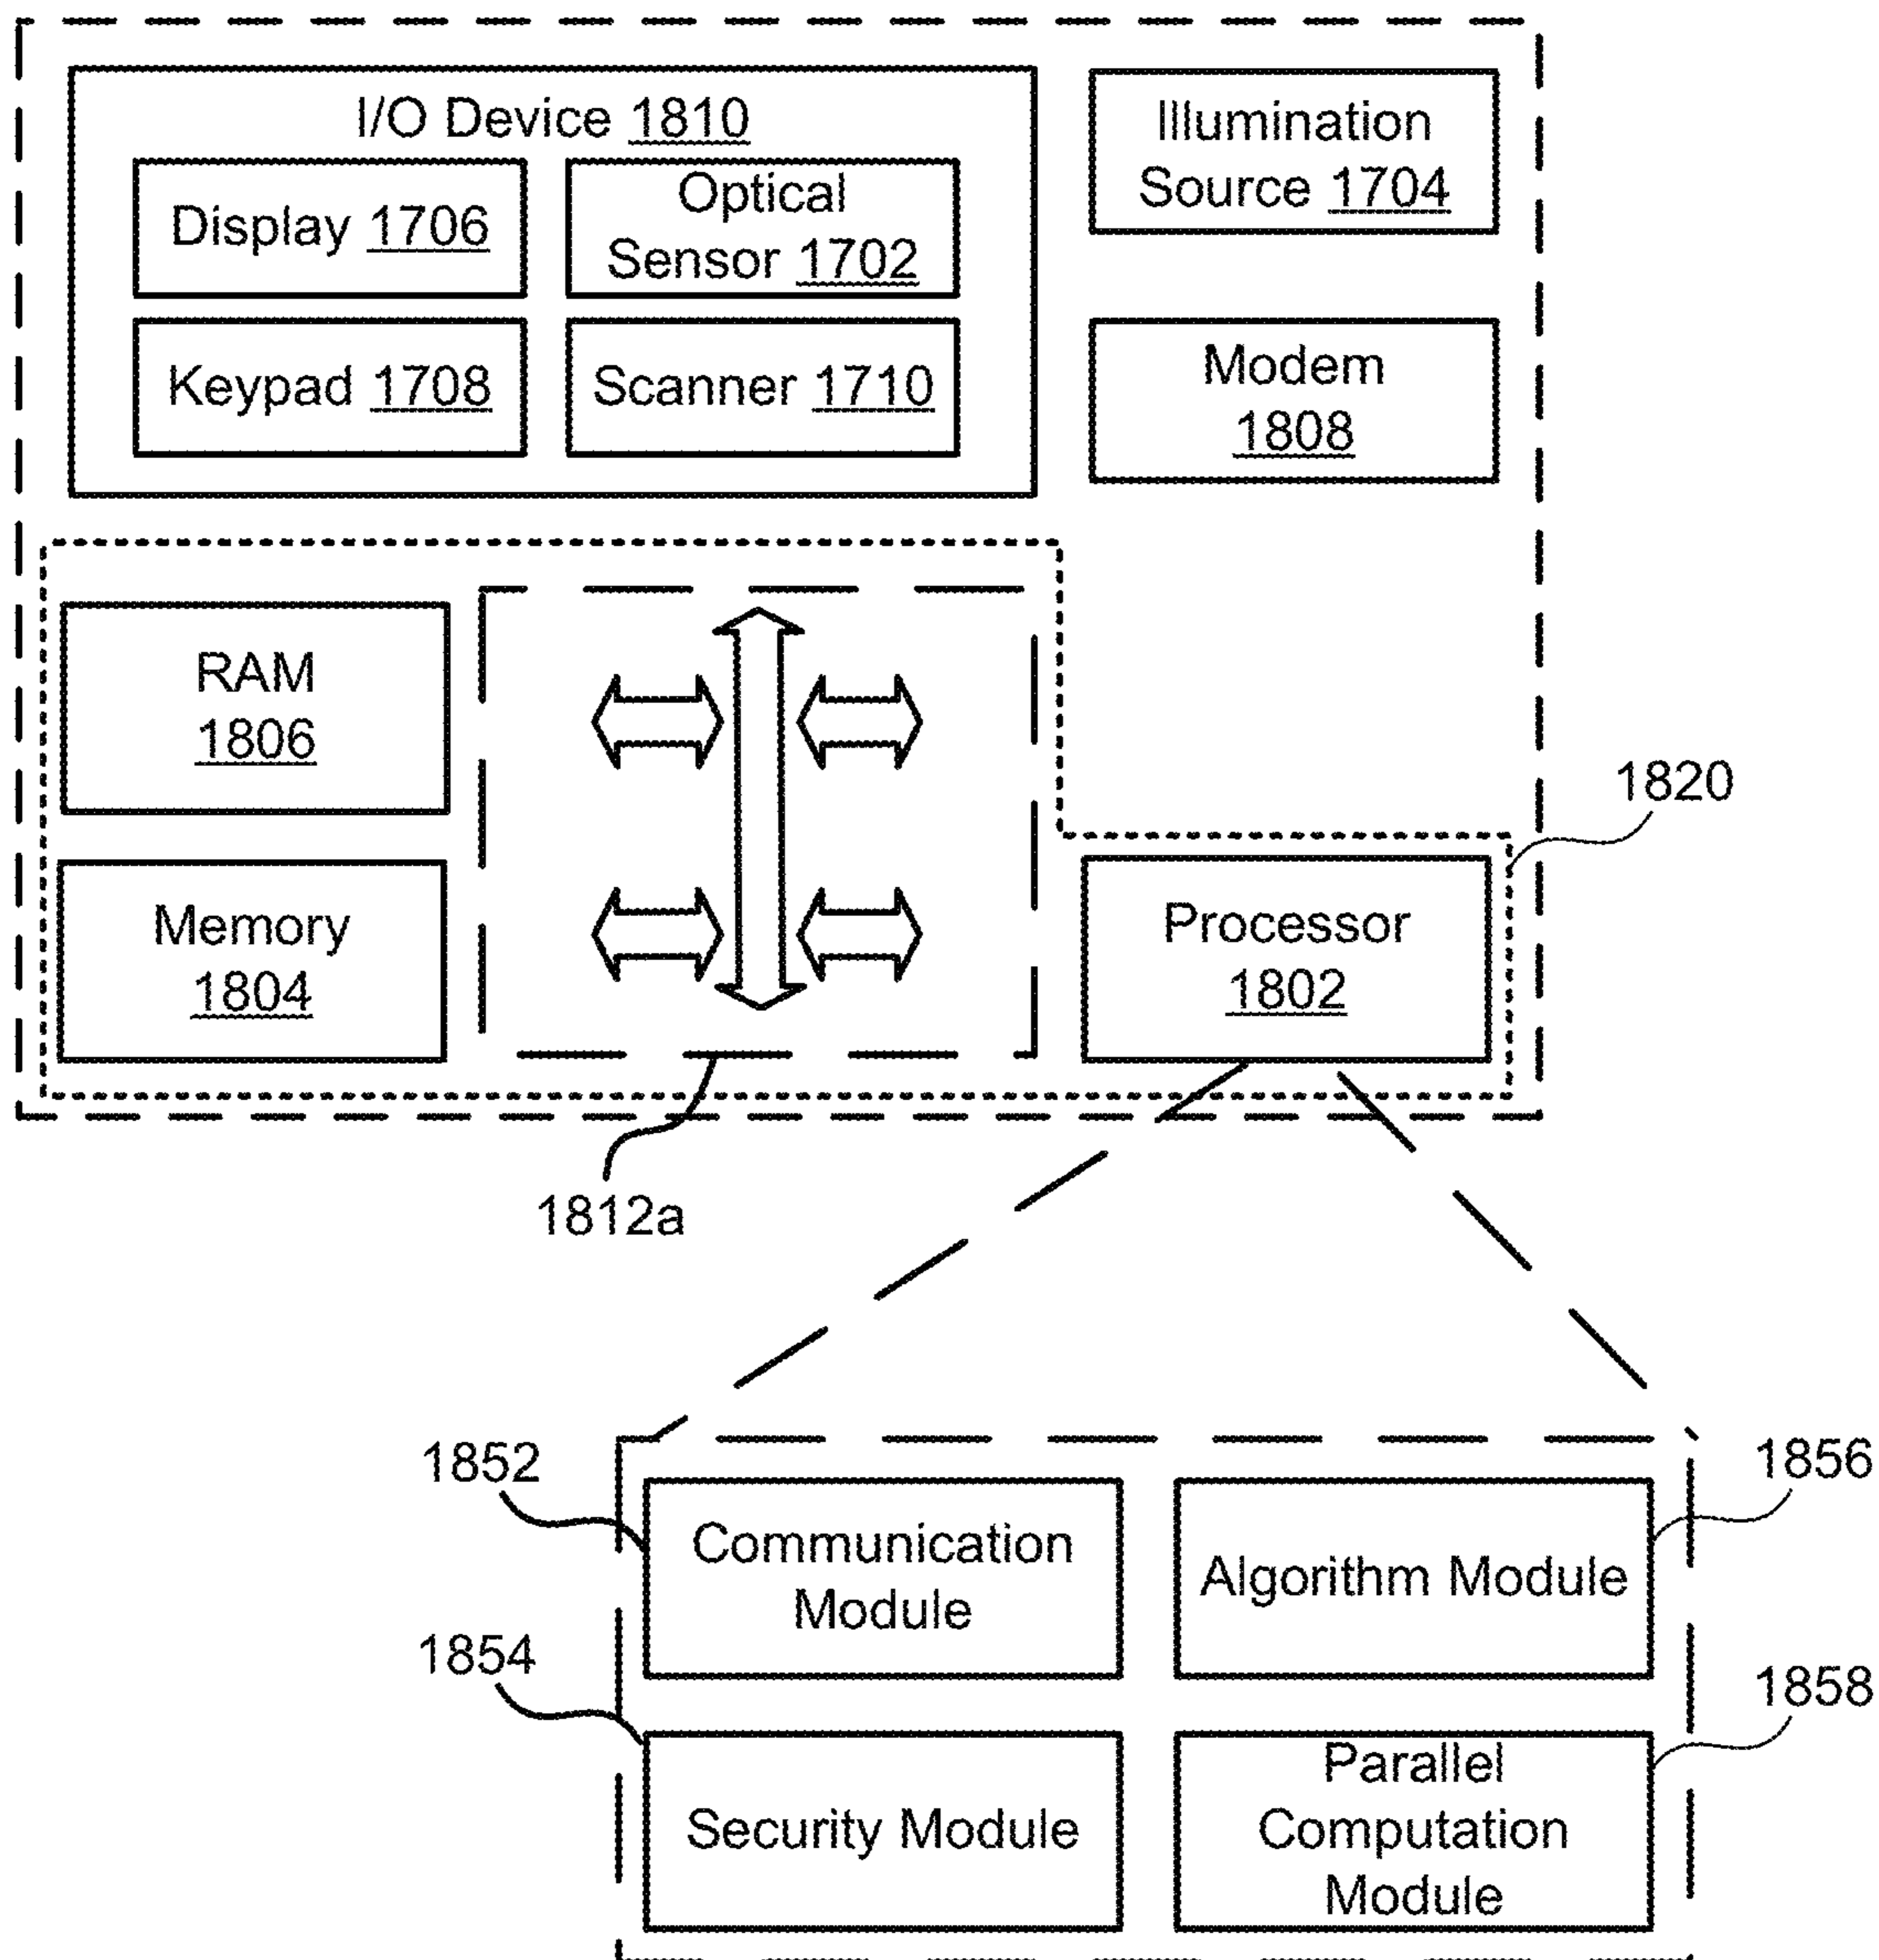 I/O Device 1810
Display 1706
Optical
Sensor 1702
Keypad 1708
Scanner 1710
Illumination
Source 1704
Modem
1808
RAM
1806
Memory
1804
Processor
1802
1820
1812a
1852
Communication
Module
1856
Algorithm Module
1854
Security Module
1858
Parallel
Computation
Module